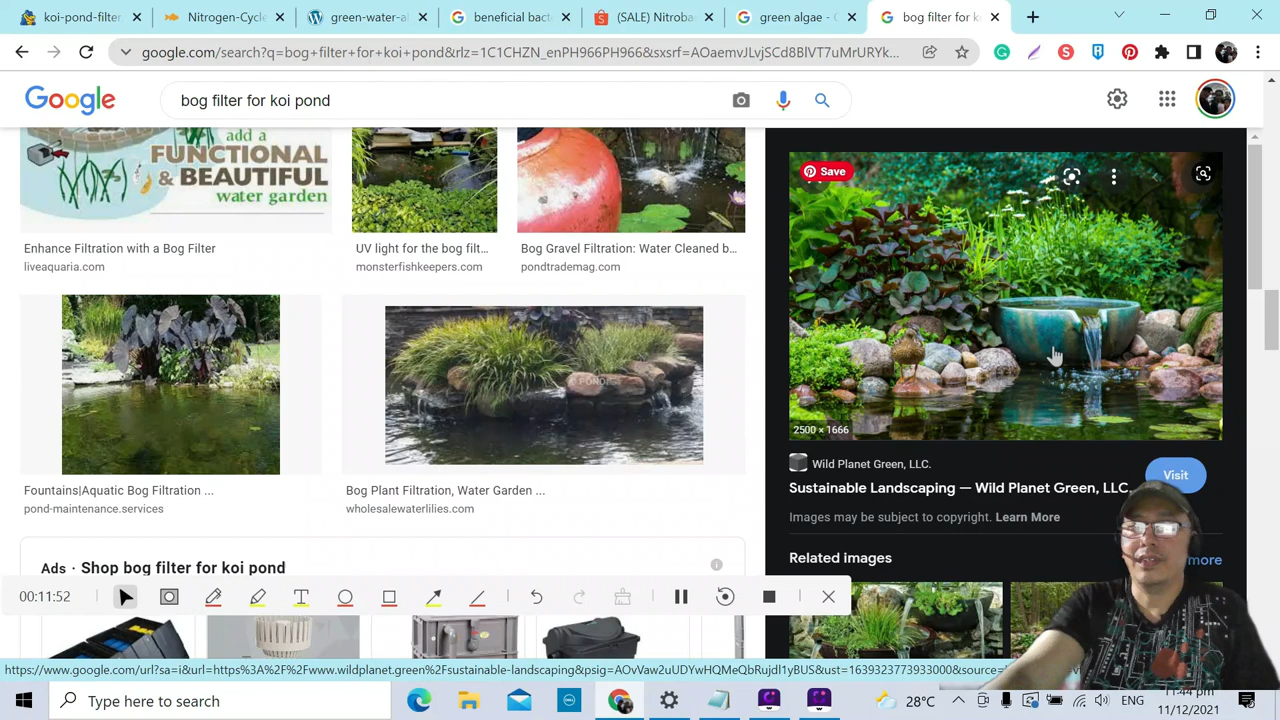 koi-pond-filter
Nitrogen-Cycle
green-water-al
beneficial bact
(SALE) Nitroba
green algae - G
bog filter for ko
google.com/search?q=bog+filter+for+koi+pond&rlz=1C1CHZN_enPH966PH966&sxsrf=AOaemvJLvjSCd8BlVT7uMrURYk...
Google
bog filter for koi pond
add a
FUNCTIONAL
& BEAUTIFUL
water garden
Save
Enhance Filtration with a Bog Filter
liveaquaria.com
UV light for the bog filt...
monsterfishkeepers.com
Bog Gravel Filtration: Water Cleaned b...
pondtrademag.com
2500 × 1666
Wild Planet Green, LLC.
Visit
Sustainable Landscaping — Wild Planet Green, LLC.
Images may be subject to copyright. Learn More
Fountains|Aquatic Bog Filtration ...
pond-maintenance.services
Bog Plant Filtration, Water Garden ...
wholesalewaterlilies.com
Related images
more
Ads · Shop bog filter for koi pond
00:11:52
https://www.google.com/url?sa=i&url=https%3A%2F%2Fwww.wildplanet.green%2Fsustainable-landscaping&psig=AOvVaw2uUDYwHQMeQbRujdl1yBUS&ust=1639323773933000&source=i
Type here to search
28°C
ENG
11:44 pm
11/12/2021